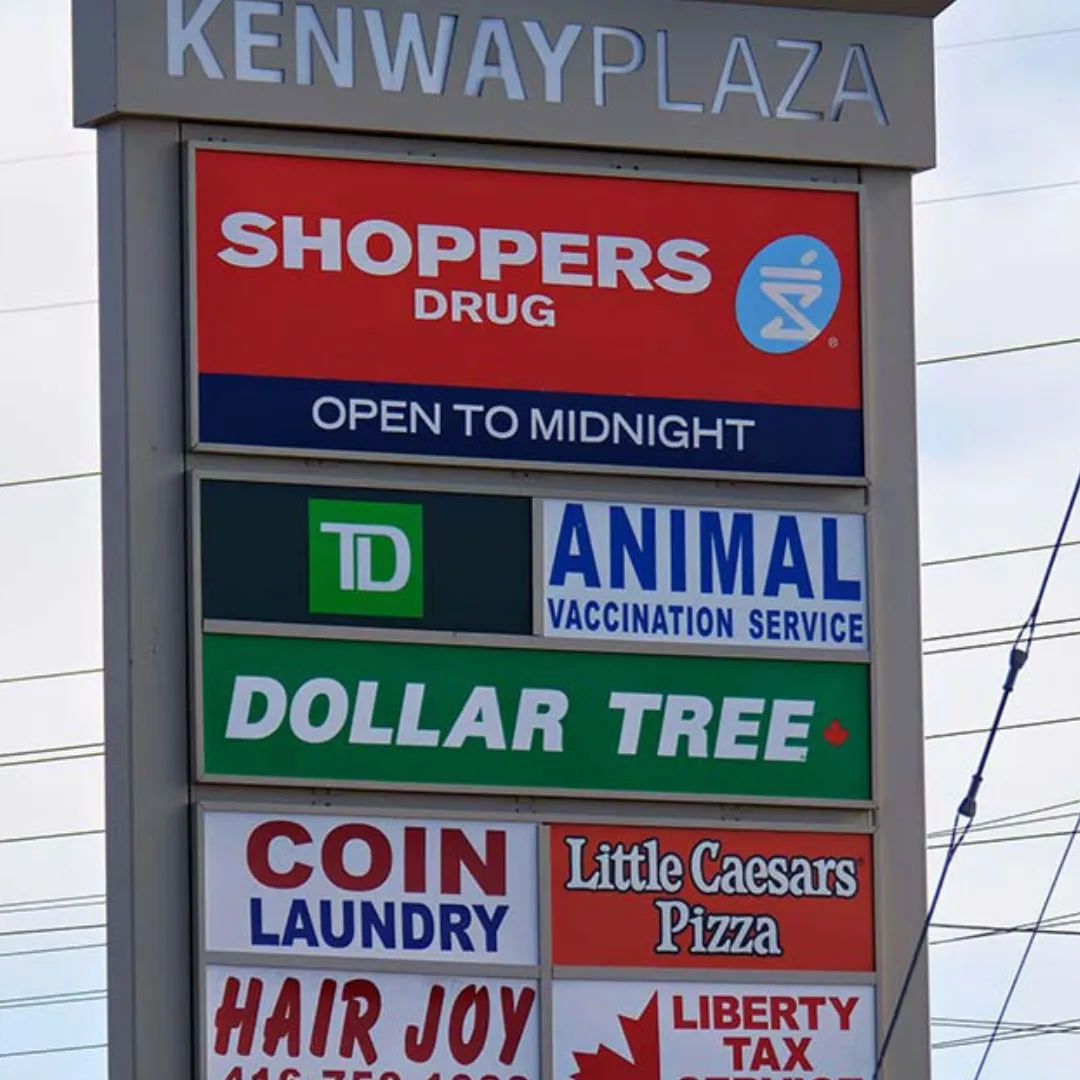 KENWAYPLAZA
SHOPPERS
DRUG
®
OPEN TO MIDNIGHT
TD
ANIMAL
VACCINATION SERVICE
DOLLAR TREE
COIN
LAUNDRY
Little Caesars
Pizza
HAIR JOY
LIBERTY
TAX